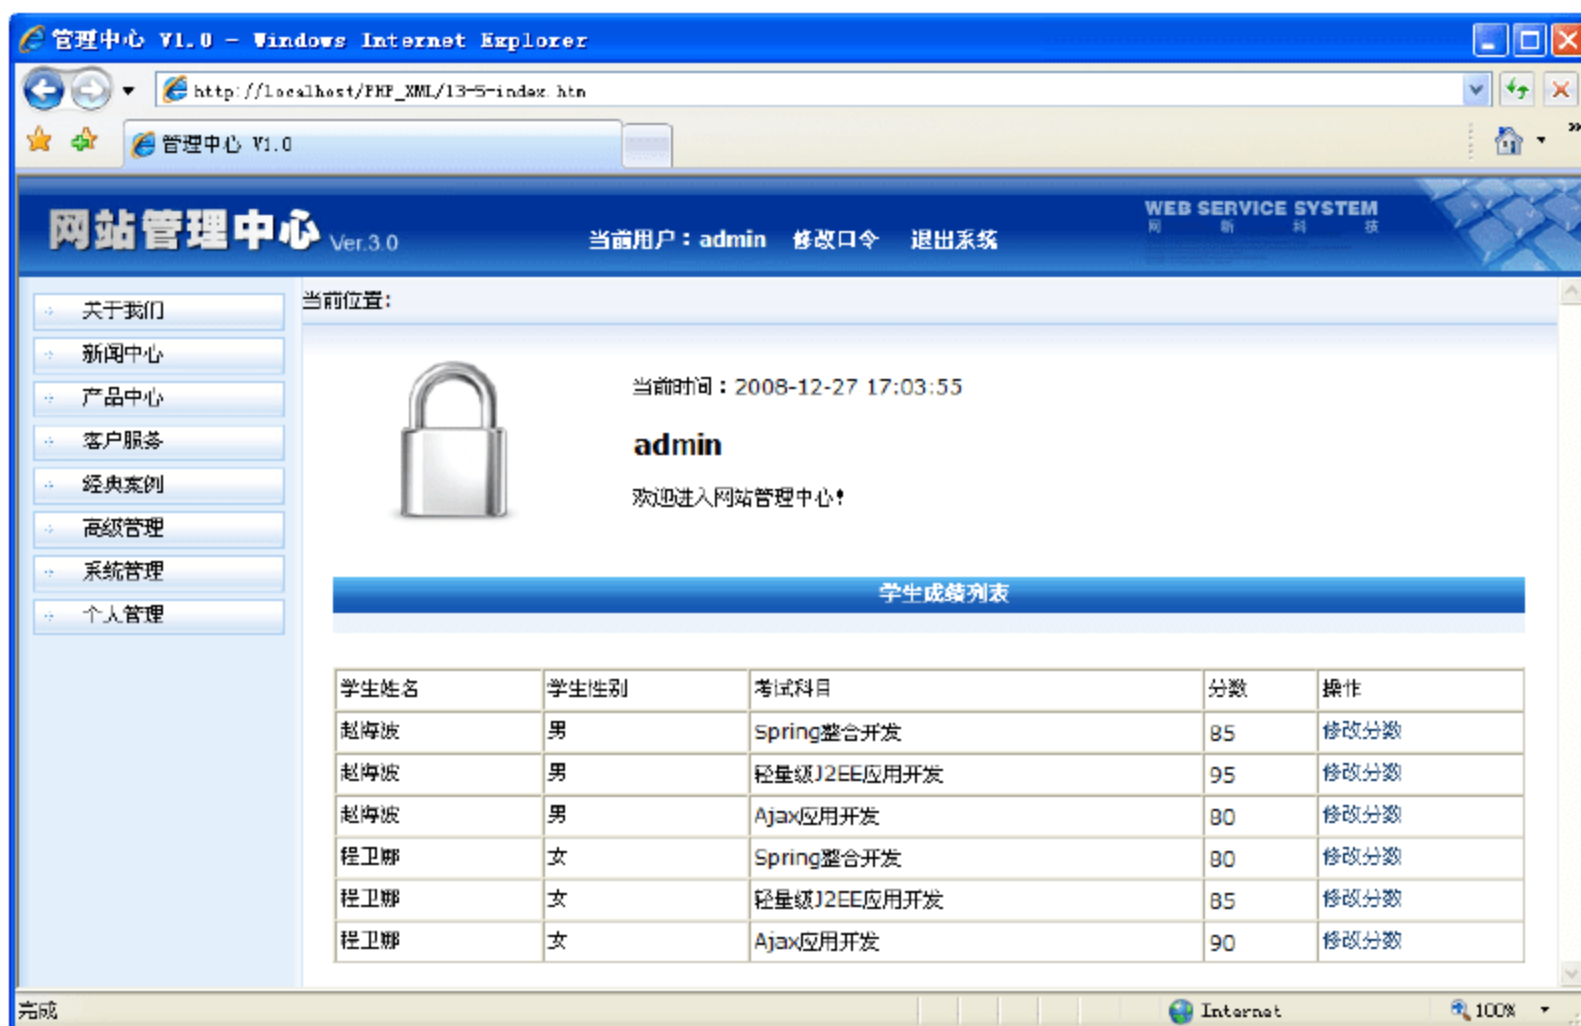 管理中心 V1.0 - Windows Internet Explorer
http://localhost/PHP_XML/13-5-index.htm
管理中心 V1.0
网站管理中心 Ver.3.0
当前用户：admin 修改口令 退出系统
WEB SERVICE SYSTEM
网 新 科 技
关于我们
新闻中心
产品中心
客户服务
经典案例
高级管理
系统管理
个人管理
当前位置:
当前时间：2008-12-27 17:03:55
admin
欢迎进入网站管理中心!
学生成绩列表
学生姓名 学生性别 考试科目 分数 操作
赵海波 男 Spring整合开发 85 修改分数
赵海波 男 轻量级J2EE应用开发 95 修改分数
赵海波 男 Ajax应用开发 80 修改分数
程卫娜 女 Spring整合开发 80 修改分数
程卫娜 女 轻量级J2EE应用开发 85 修改分数
程卫娜 女 Ajax应用开发 90 修改分数
完成 Internet 100%